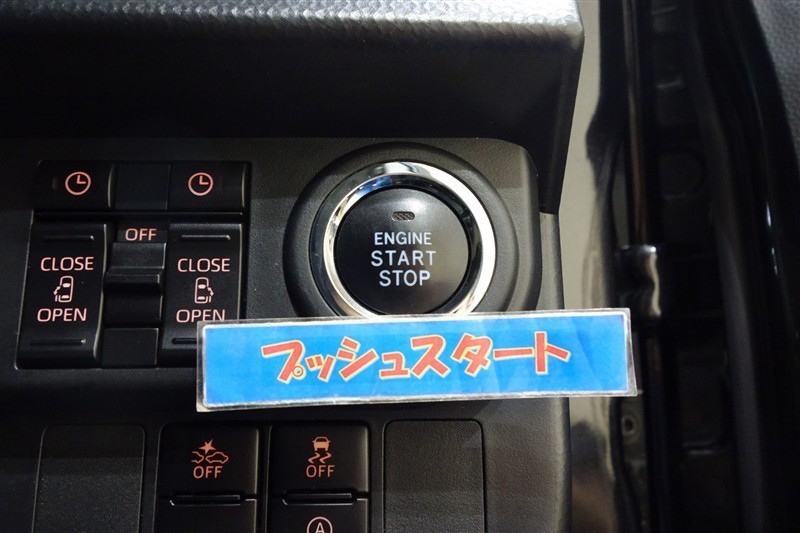 OFF
CLOSE
OPEN
CLOSE
OPEN
ENGINE
START
STOP
プッシュスタート
OFF
OFF
A